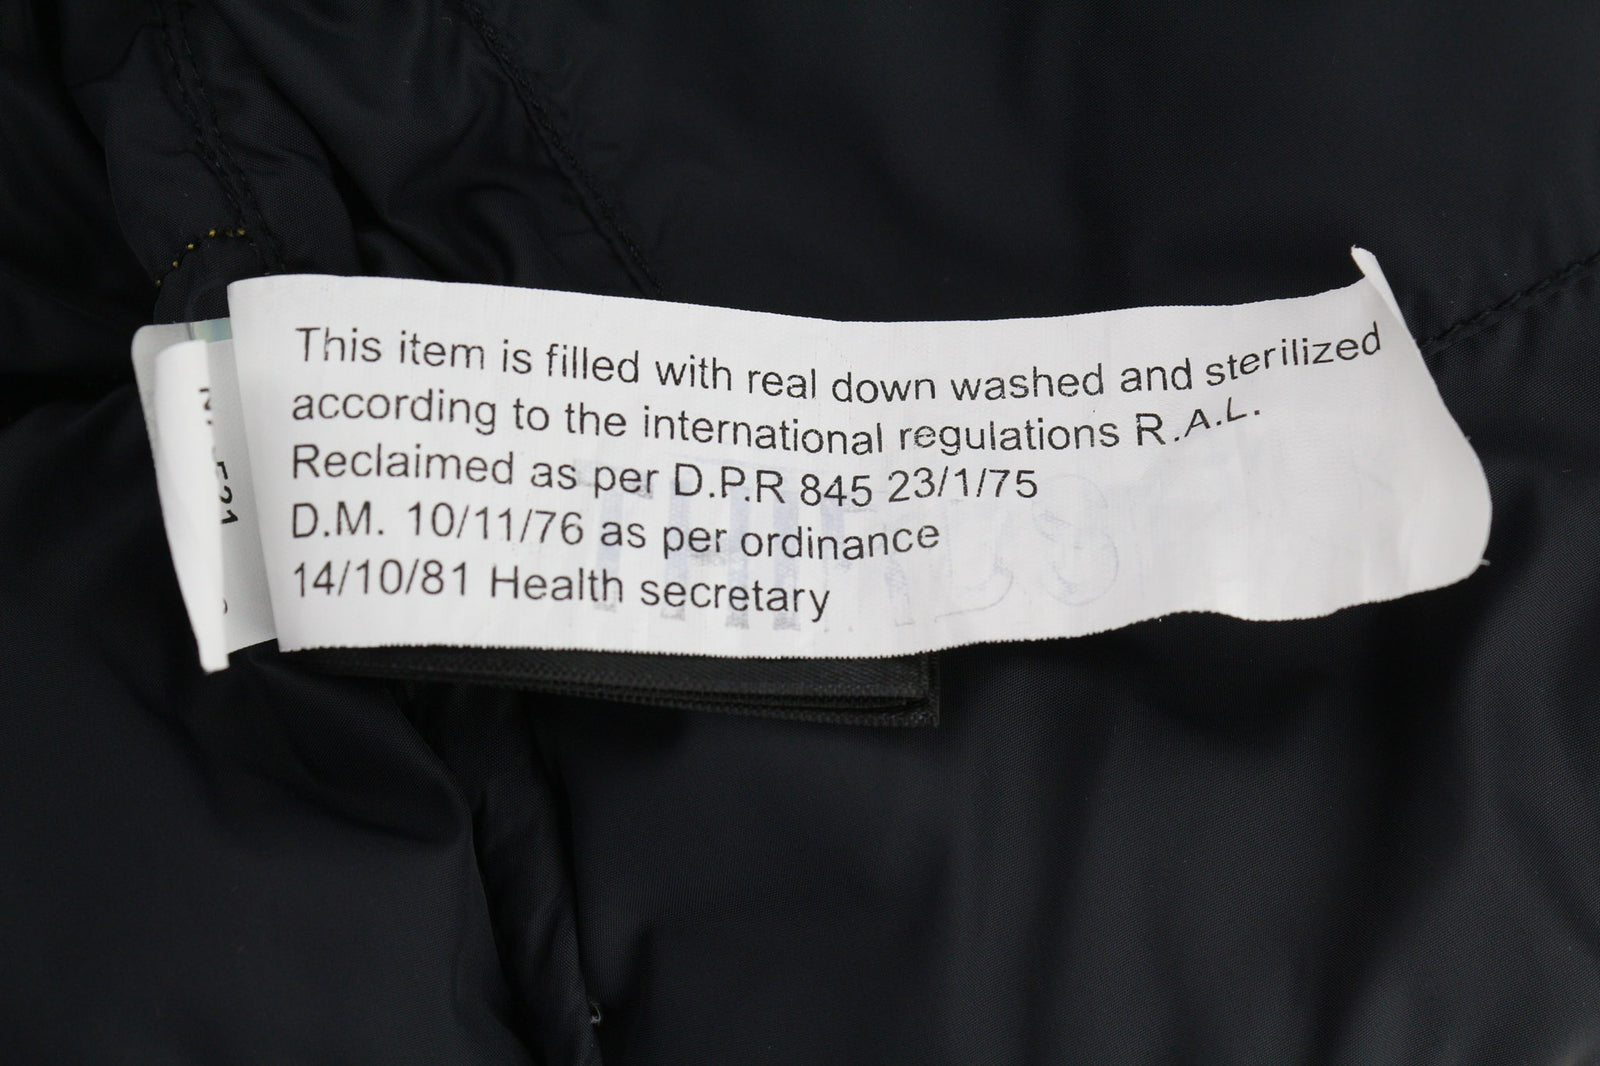 This item is filled with real down washed and sterilized
according to the international regulations R.A.L.
Reclaimed as per D.P.R 845 23/1/75
D.M. 10/11/76 as per ordinance
14/10/81 Health secretary